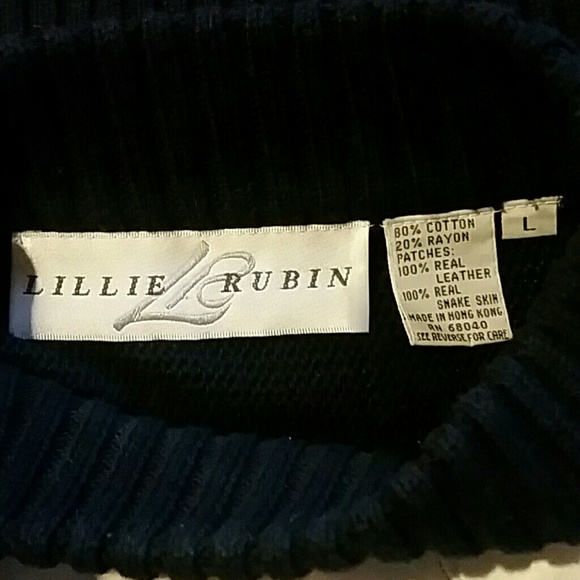 LILLIE LR RUBIN
80% COTTON
20% RAYON
PATCHES:
100% REAL
LEATHER
100% REAL
SNAKE SKIN
MADE IN HONG KONG
RN 68040
SEE REVERSE FOR CARE
L